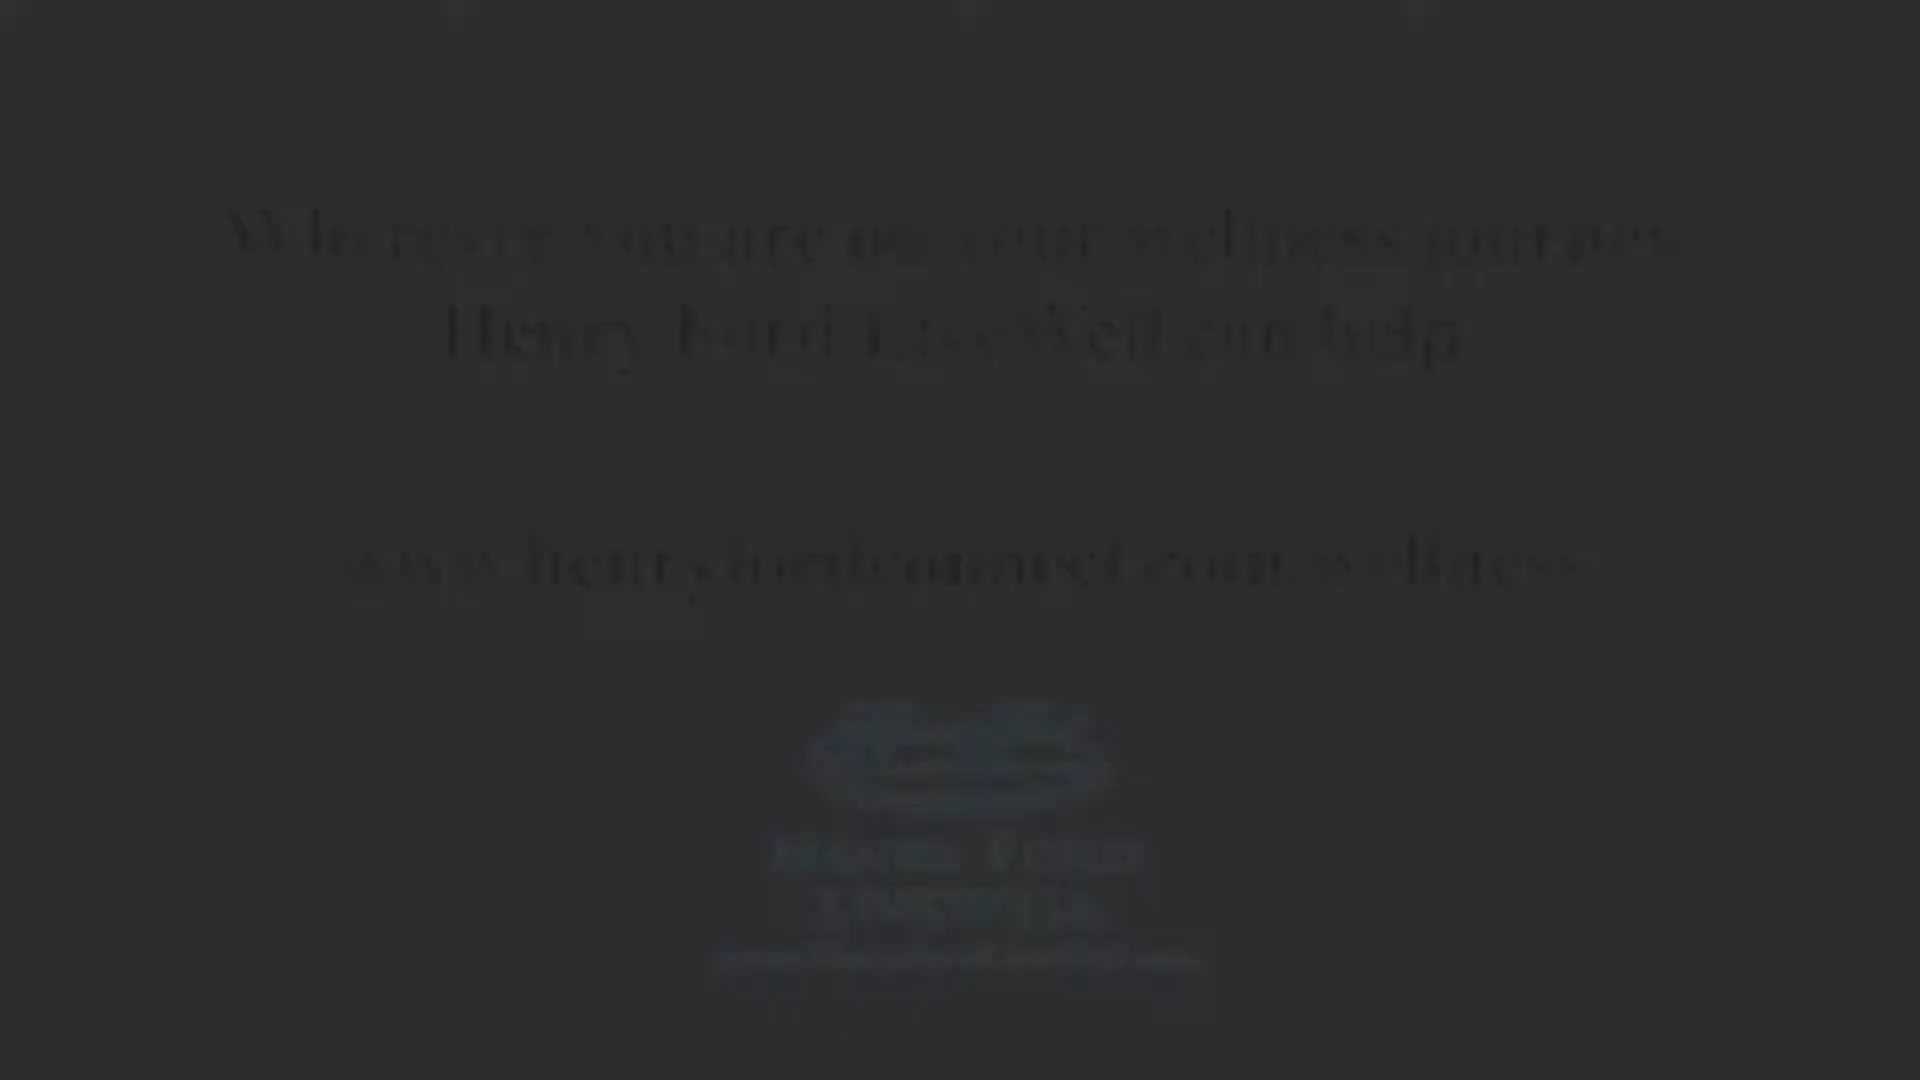 Wherever you are on your wellness journey
Henry Ford LiveWell can help
www.henryfordconnect.com/wellness
HENRY FORD
LIVEWELL